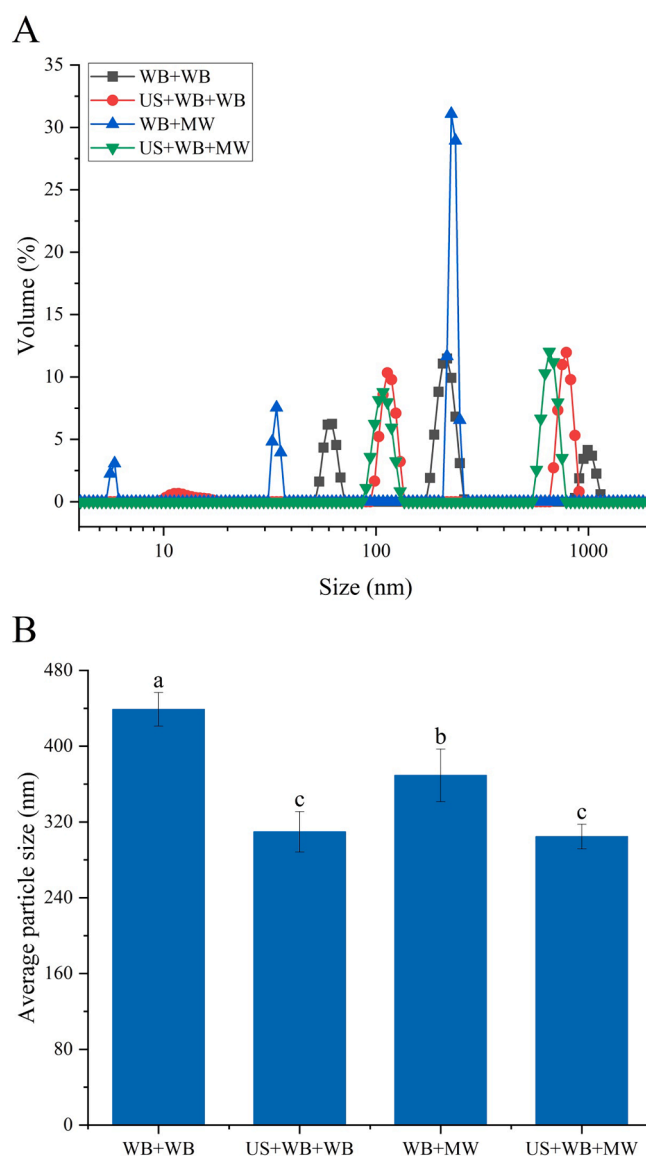 A
35
30
25
20
15
10
5
0
Volume (%)
WB+WB
US+WB+WB
WB+MW
US+WB+MW
10 100 1000
Size (nm)
B
480
400
320
240
160
80
0
Average particle size (nm)
a
c
b
c
WB+WB US+WB+WB WB+MW US+WB+MW